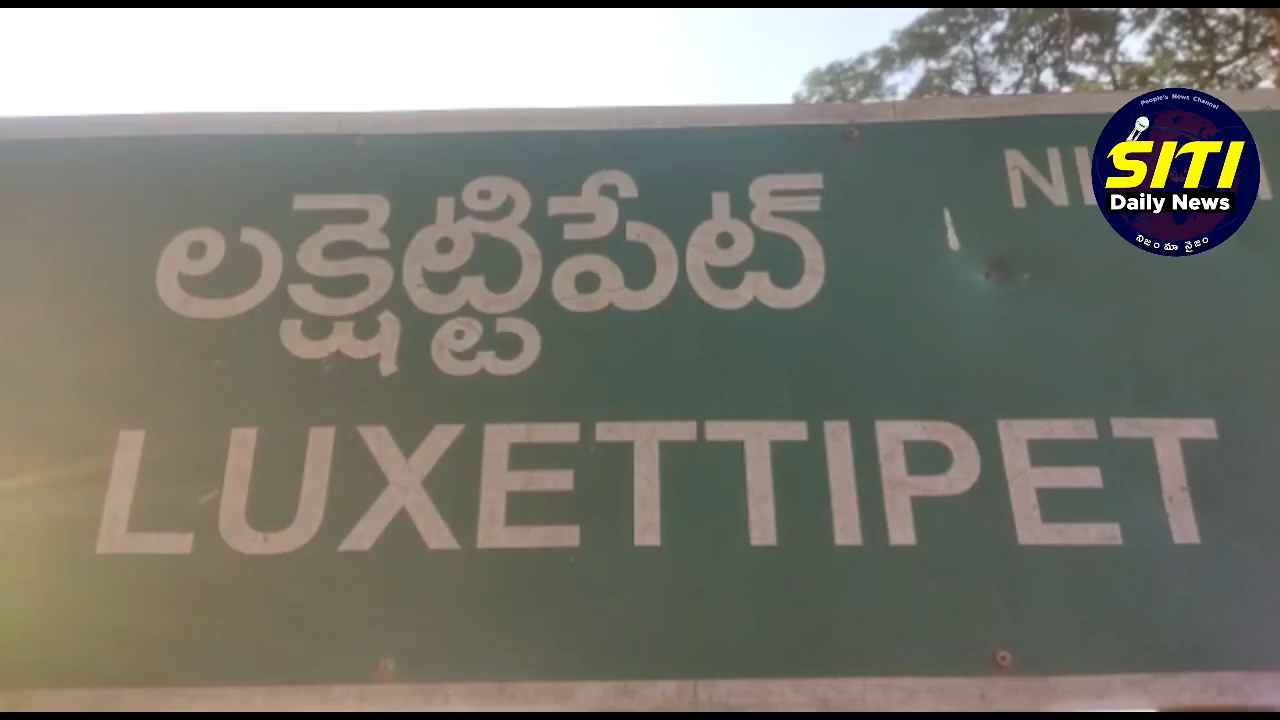 People's News Channel
SITI
Daily News
నిజం మా నైజం
లక్షెట్టిపేట్
LUXETTIPET